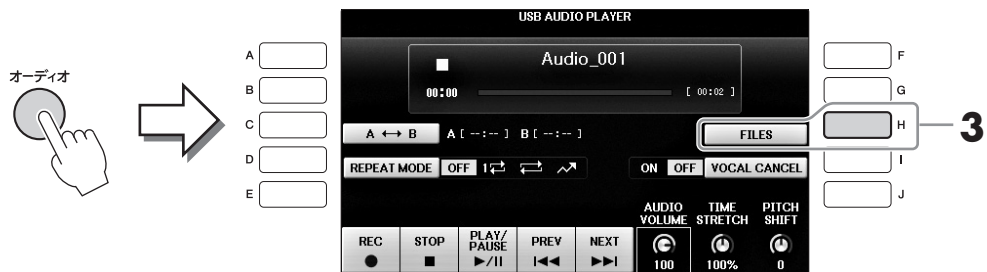 USB AUDIO PLAYER
オーディオ
A
B
C
D
E
Audio_001
00:00 [ 00:02 ]
A ↔ B A [ --:-- ] B [ --:-- ]
FILES
REPEAT MODE OFF 1
ON OFF VOCAL CANCEL
AUDIO VOLUME
TIME STRETCH
PITCH SHIFT
REC
STOP
PLAY/PAUSE
PREV
NEXT
100
100%
0
F
G
H
I
J
3